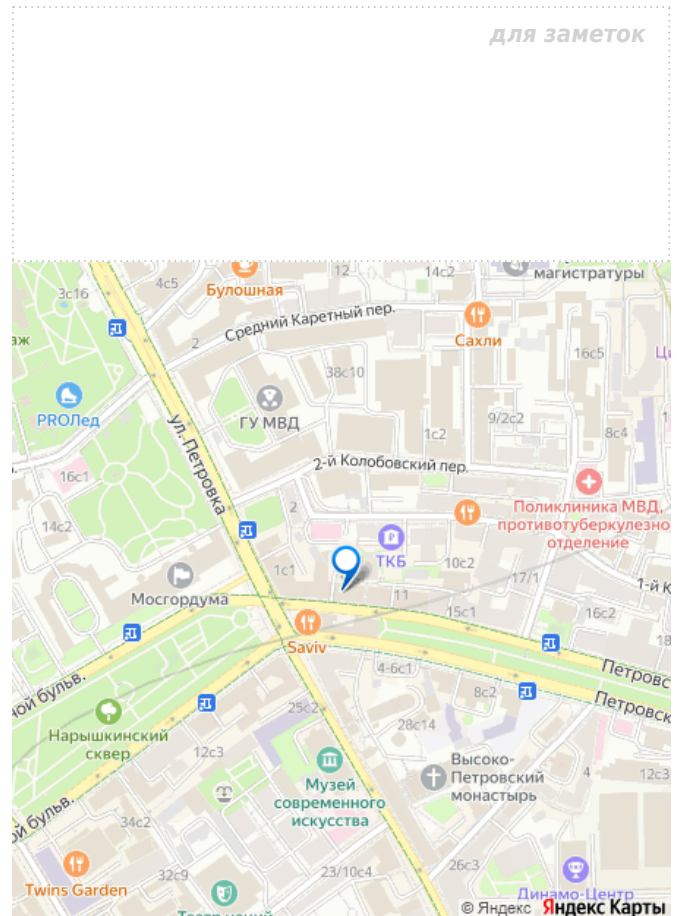 для заметок
магистратуры
12
14с2
4с5
3с16
Булошная
Средний Каретный пер.
2
Сахли
16с5
38с10
ГУ МВД
PROЛед
9/2с2
1с2
8с4
ул. Петровка
2-й Колобовский пер.
16с1
Поликлиника МВД,
противотуберкулезно
отделение
2
14с2
ТКБ
10с2
1с1
17/1
Мосгордума
11
15с1
16с2
18
Saviv
4-6с1
Петровс
Петровск
8с2
25с2
28с14
Нарышкинский
сквер
12с3
Высоко-
Петровский
монастырь
4
12с3
Музей
современного
искусства
34с2
32с9
23/10с4
26с3
Twins Garden
Динамо-Центр
© Яндекс Яндекс Карты